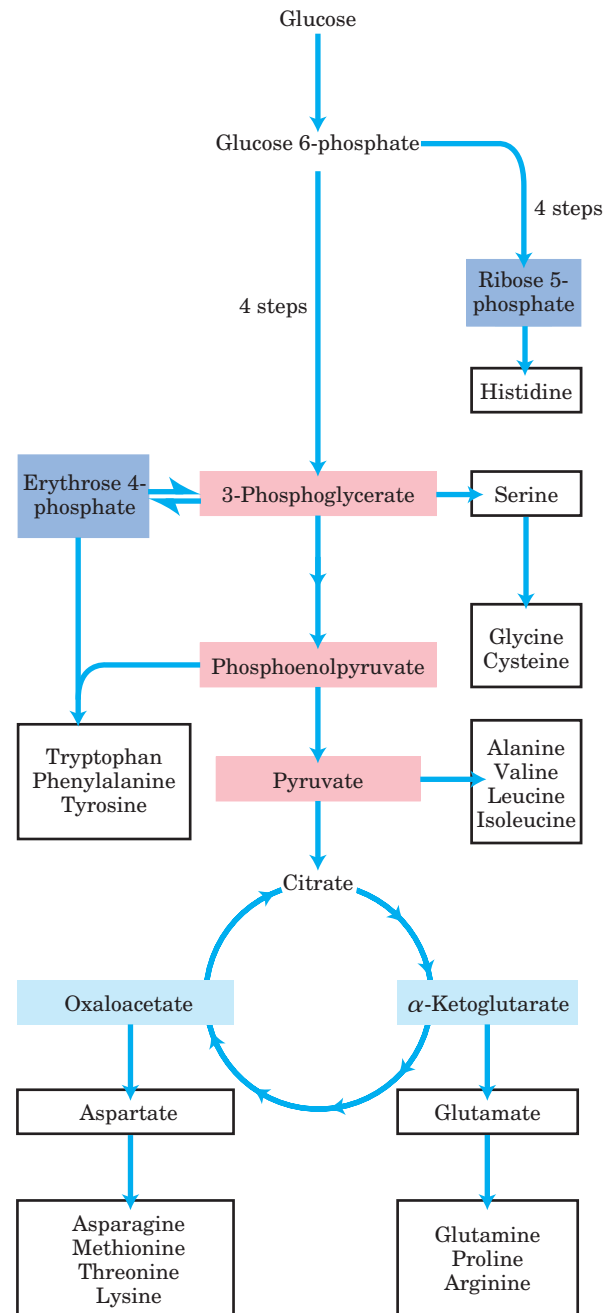 Glucose
Glucose 6-phosphate
4 steps
Ribose 5-
phosphate
4 steps
Histidine
Erythrose 4-
phosphate
3-Phosphoglycerate
Serine
Glycine
Cysteine
Phosphoenolpyruvate
Tryptophan
Phenylalanine
Tyrosine
Pyruvate
Alanine
Valine
Leucine
Isoleucine
Citrate
Oxaloacetate
α-Ketoglutarate
Aspartate
Glutamate
Asparagine
Methionine
Threonine
Lysine
Glutamine
Proline
Arginine